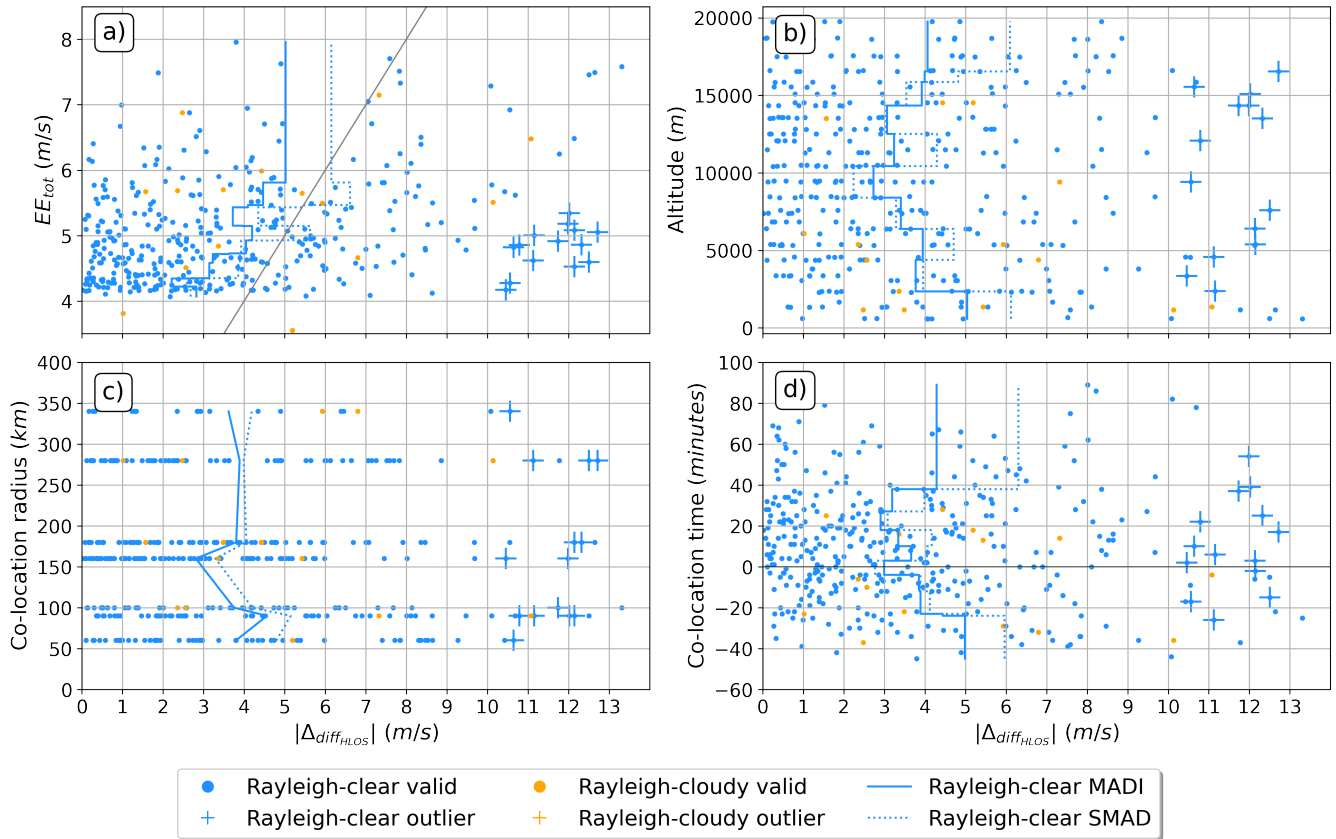 a)
8
7
6
5
4
EE_tot (m/s)
b)
20000
15000
10000
5000
0
Altitude (m)
c)
400
350
300
250
200
150
100
50
0
Co-location radius (km)
0 1 2 3 4 5 6 7 8 9 10 11 12 13
|Δ_diff_HLOS| (m/s)
d)
100
80
60
40
20
0
−20
−40
−60
Co-location time (minutes)
0 1 2 3 4 5 6 7 8 9 10 11 12 13
|Δ_diff_HLOS| (m/s)
Rayleigh-clear valid Rayleigh-cloudy valid Rayleigh-clear MADI
Rayleigh-clear outlier Rayleigh-cloudy outlier Rayleigh-clear SMAD